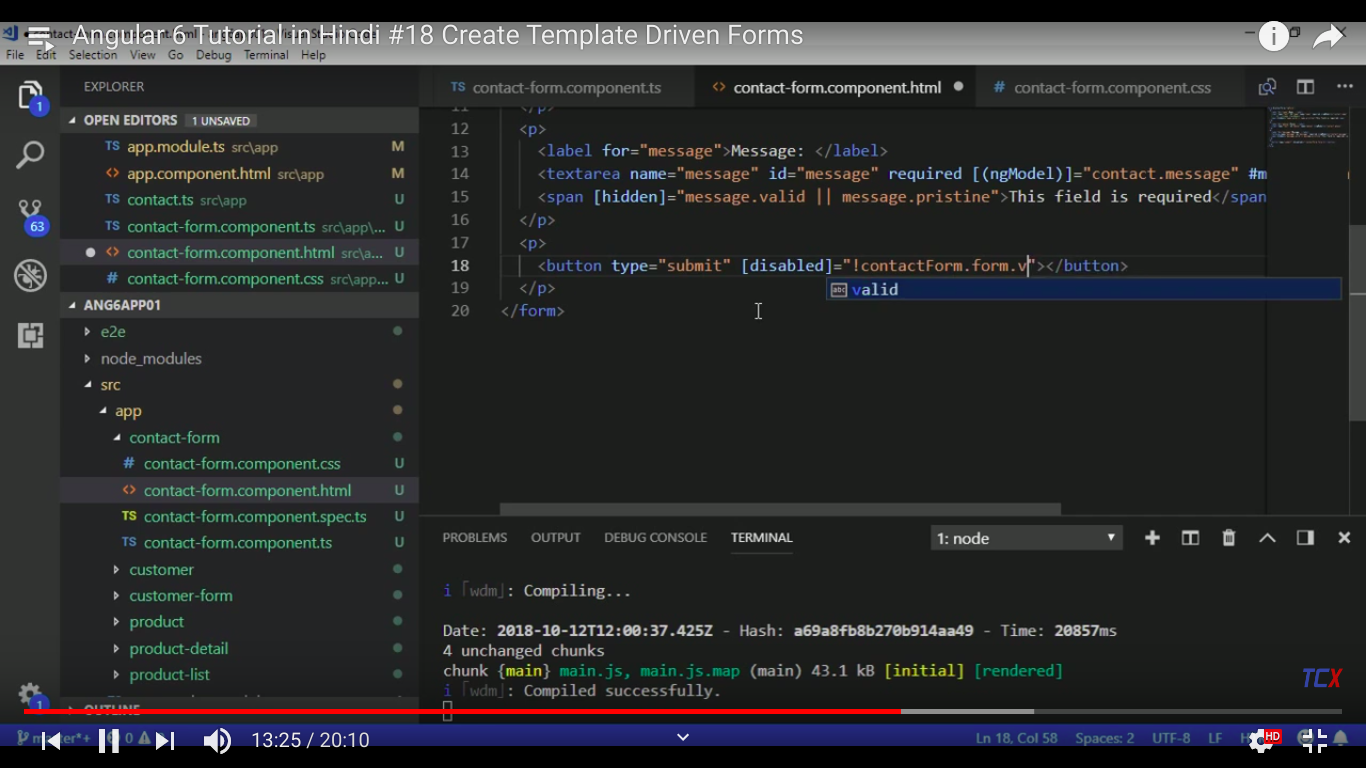 Angular 6 Tutorial in Hindi #18 Create Template Driven Forms
File Edit Selection View Go Debug Terminal Help
EXPLORER
OPEN EDITORS 1 UNSAVED
TS app.module.ts src\app M
<> app.component.html src\app M
TS contact.ts src\app U
TS contact-form.component.ts src\app\... U
<> contact-form.component.html src\a... U
# contact-form.component.css src\app... U
ANG6APP01
e2e
node_modules
src
app
contact-form
# contact-form.component.css U
<> contact-form.component.html U
TS contact-form.component.spec.ts U
TS contact-form.component.ts U
customer
customer-form
product
product-detail
product-list
OUTLINE
1
63
1
TS contact-form.component.ts <> contact-form.component.html # contact-form.component.css
11 </p>
12 <p>
13 <label for="message">Message: </label>
14 <textarea name="message" id="message" required [(ngModel)]="contact.message" #m
15 <span [hidden]="message.valid || message.pristine">This field is required</span
16 </p>
17 <p>
18 <button type="submit" [disabled]="!contactForm.form.v"></button>
abc valid
19 </p>
20 </form>
PROBLEMS OUTPUT DEBUG CONSOLE TERMINAL 1: node
i ｢wdm｣: Compiling...
Date: 2018-10-12T12:00:37.425Z - Hash: a69a8fb8b270b914aa49 - Time: 20857ms
4 unchanged chunks
chunk {main} main.js, main.js.map (main) 43.1 kB [initial] [rendered]
i ｢wdm｣: Compiled successfully.
TCX
13:25 / 20:10
Ln 18, Col 58 Spaces: 2 UTF-8 LF
HD